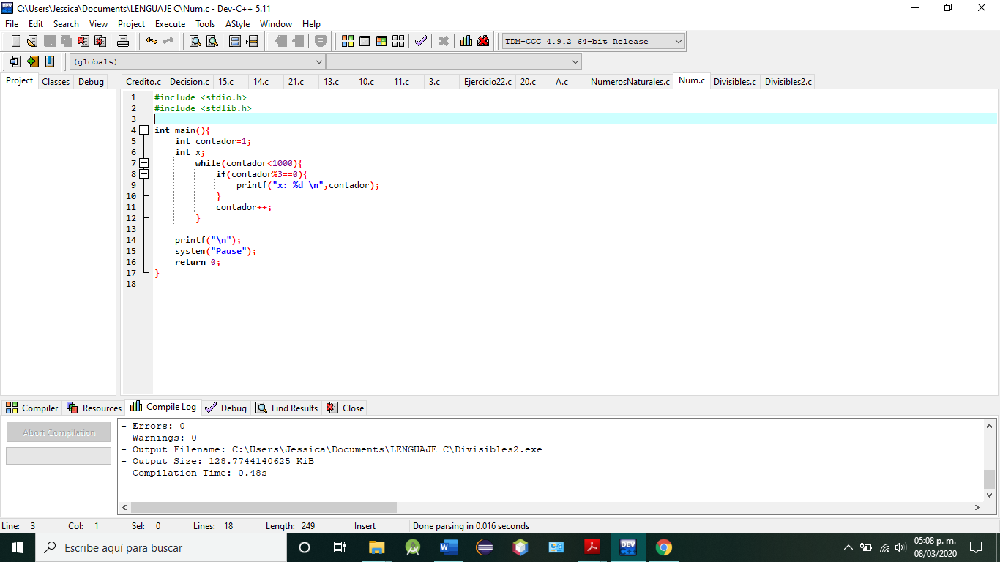 C:\Users\Jessica\Documents\LENGUAJE C\Num.c - Dev-C++ 5.11
File Edit Search View Project Execute Tools AStyle Window Help
TDM-GCC 4.9.2 64-bit Release
(globals)
Project Classes Debug
Credito.c Decision.c 15.c 14.c 21.c 13.c 10.c 11.c 3.c Ejercicio22.c 20.c A.c NumerosNaturales.c Num.c Divisibles.c Divisibles2.c
1 #include <stdio.h>
2 #include <stdlib.h>
3
4 int main(){
5 int contador=1;
6 int x;
7 while(contador<1000){
8 if(contador%3==0){
9 printf("x: %d \n",contador);
10 }
11 contador++;
12 }
13
14 printf("\n");
15 system("Pause");
16 return 0;
17 }
18
Compiler Resources Compile Log Debug Find Results Close
Abort Compilation
- Errors: 0
- Warnings: 0
- Output Filename: C:\Users\Jessica\Documents\LENGUAJE C\Divisibles2.exe
- Output Size: 128.7744140625 KiB
- Compilation Time: 0.48s
Line: 3 Col: 1 Sel: 0 Lines: 18 Length: 249 Insert Done parsing in 0.016 seconds
Escribe aquí para buscar
DEV
05:08 p. m.
08/03/2020